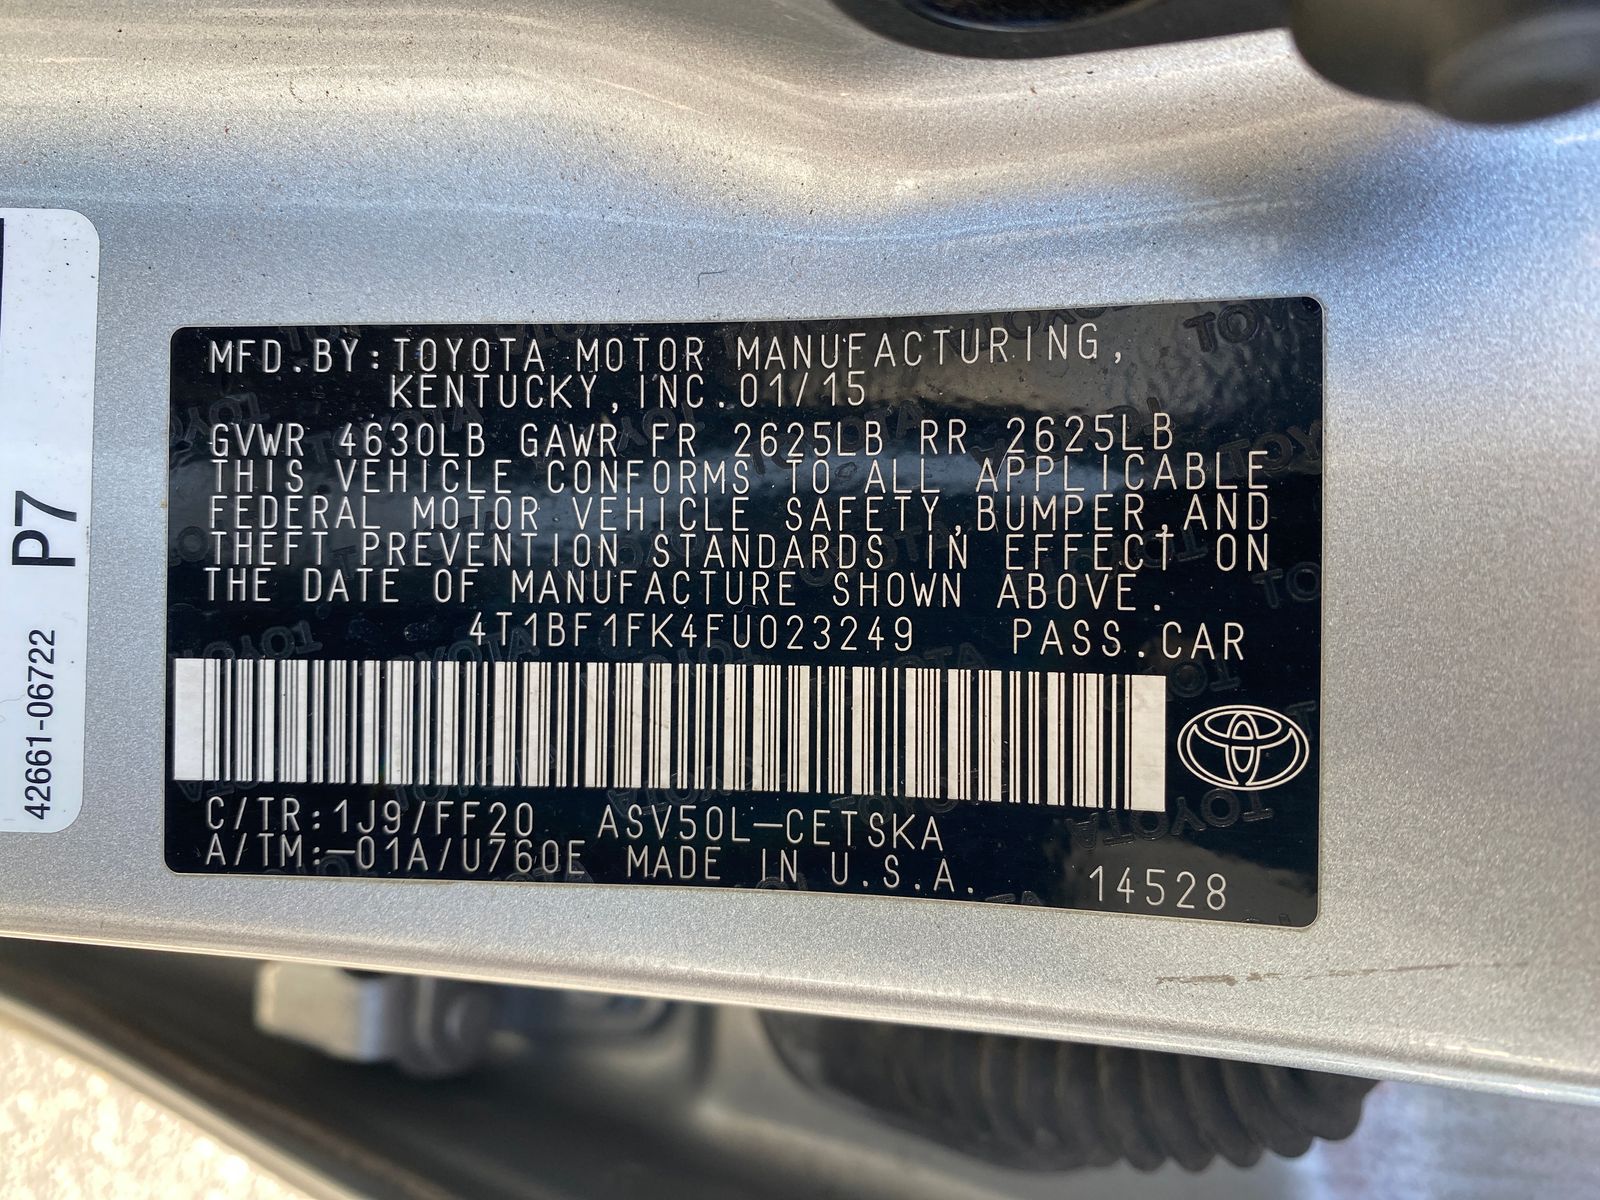 MFD.BY:TOYOTA MOTOR MANUFACTURING,
KENTUCKY,INC.01/15
GVWR 4630LB GAWR FR 2625LB RR 2625LB
THIS VEHICLE CONFORMS TO ALL APPLICABLE
FEDERAL MOTOR VEHICLE SAFETY,BUMPER,AND
THEFT PREVENTION STANDARDS IN EFFECT ON
THE DATE OF MANUFACTURE SHOWN ABOVE.
4T1BF1FK4FU023249 PASS.CAR
C/TR:1J9/FF20 ASV50L-CETSKA
A/TM:-01A/U760E MADE IN U.S.A.
14528
P7
42661-06722